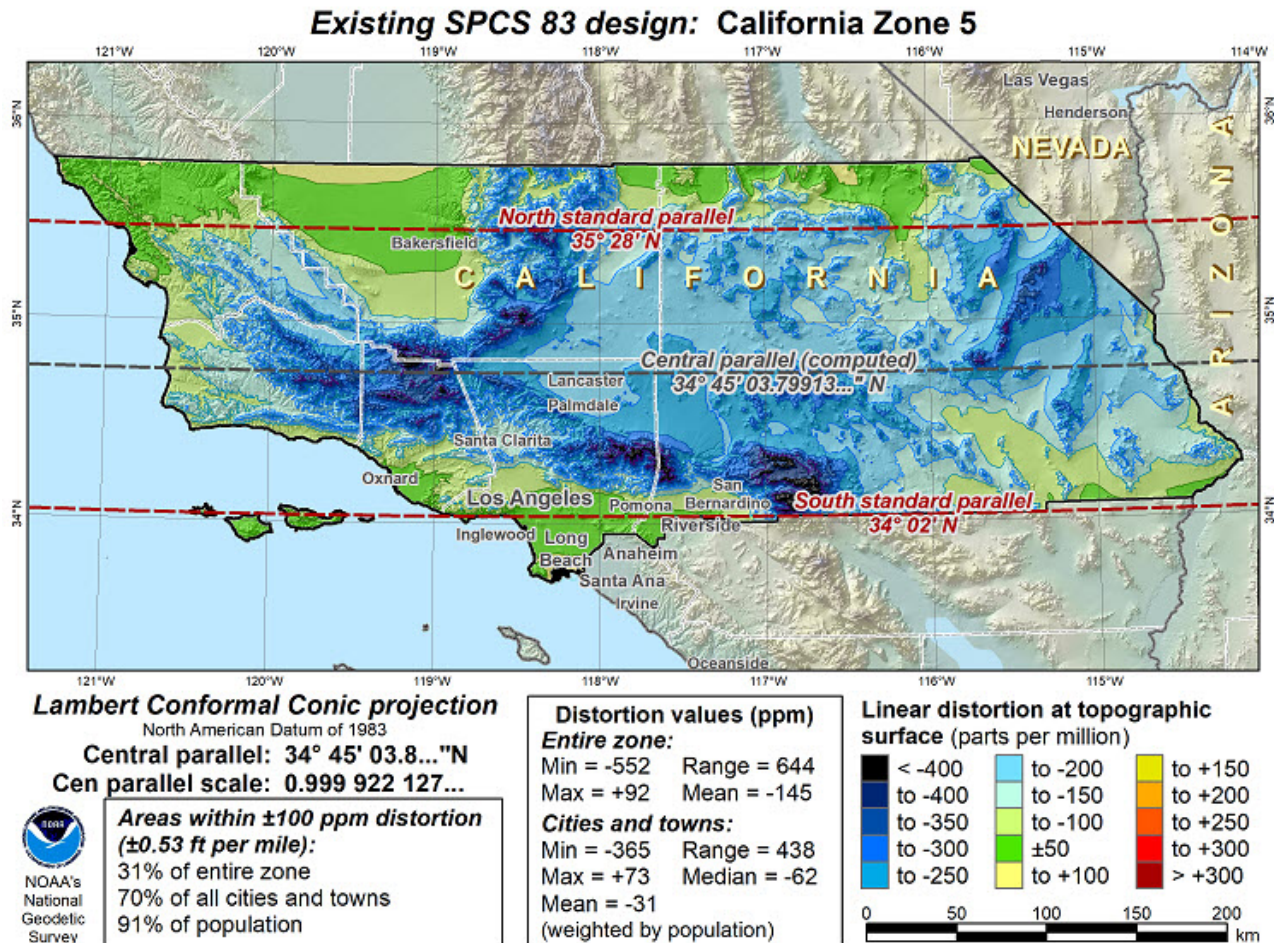 Existing SPCS 83 design: California Zone 5
121°W 120°W 119°W 118°W 117°W 116°W 115°W 114°W
36°N
35°N
34°N
Las Vegas
Henderson
36°N
NEVADA
ARIZONA
North standard parallel
35° 28' N
Bakersfield
CALIFORNIA
35°N
Central parallel (computed)
34° 45' 03.79913..." N
Lancaster
Palmdale
Santa Clarita
Oxnard
Los Angeles
Pomona
San
Bernardino
South standard parallel
34° 02' N
34°N
Riverside
Inglewood
Long
Beach
Anaheim
Santa Ana
Irvine
Oceanside
121°W 120°W 119°W 118°W 117°W 116°W 115°W
Lambert Conformal Conic projection
North American Datum of 1983
Central parallel: 34° 45' 03.8..."N
Cen parallel scale: 0.999 922 127...
NOAA
NOAA's
National
Geodetic
Survey
Areas within ±100 ppm distortion
(±0.53 ft per mile):
31% of entire zone
70% of all cities and towns
91% of population
Distortion values (ppm)
Entire zone:
Min = -552 Range = 644
Max = +92 Mean = -145
Cities and towns:
Min = -365 Range = 438
Max = +73 Median = -62
Mean = -31
(weighted by population)
Linear distortion at topographic
surface (parts per million)
< -400 to -200 to +150
to -400 to -150 to +200
to -350 to -100 to +250
to -300 ±50 to +300
to -250 to +100 > +300
0 50 100 150 200
km